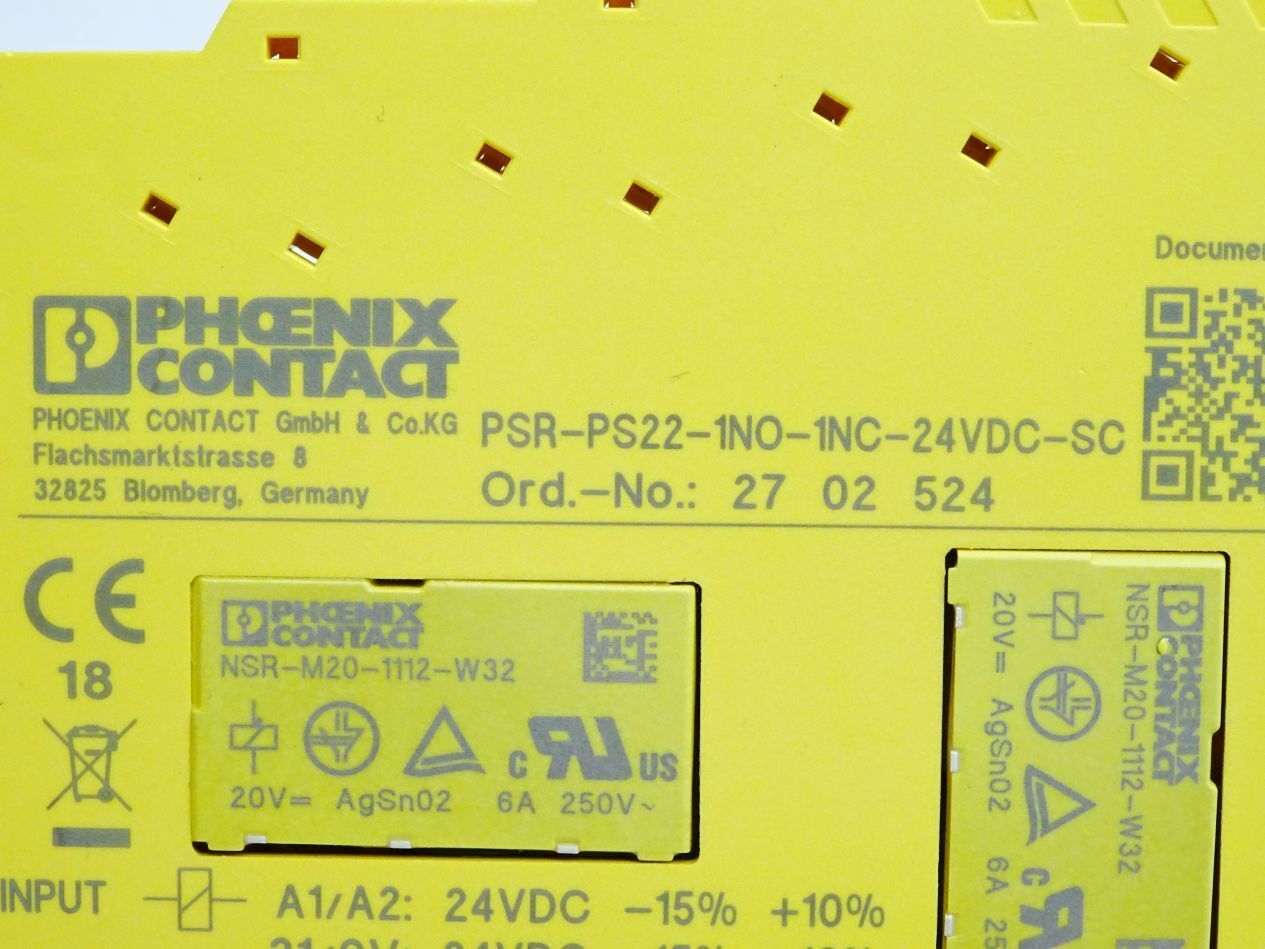 Documen
PHOENIX
CONTACT
PHOENIX CONTACT GmbH & Co.KG
Flachsmarktstrasse 8
32825 Blomberg, Germany
PSR-PS22-1NO-1NC-24VDC-SC
Ord.-No.: 27 02 524
CE
18
PHOENIX
CONTACT
NSR-M20-1112-W32
c UR US
20V= AgSnO2 6A 250V~
PHOENIX
CONTACT
NSR-M20-1112-W32
20V= AgSnO2 6A 25
INPUT A1/A2: 24VDC -15% +10%